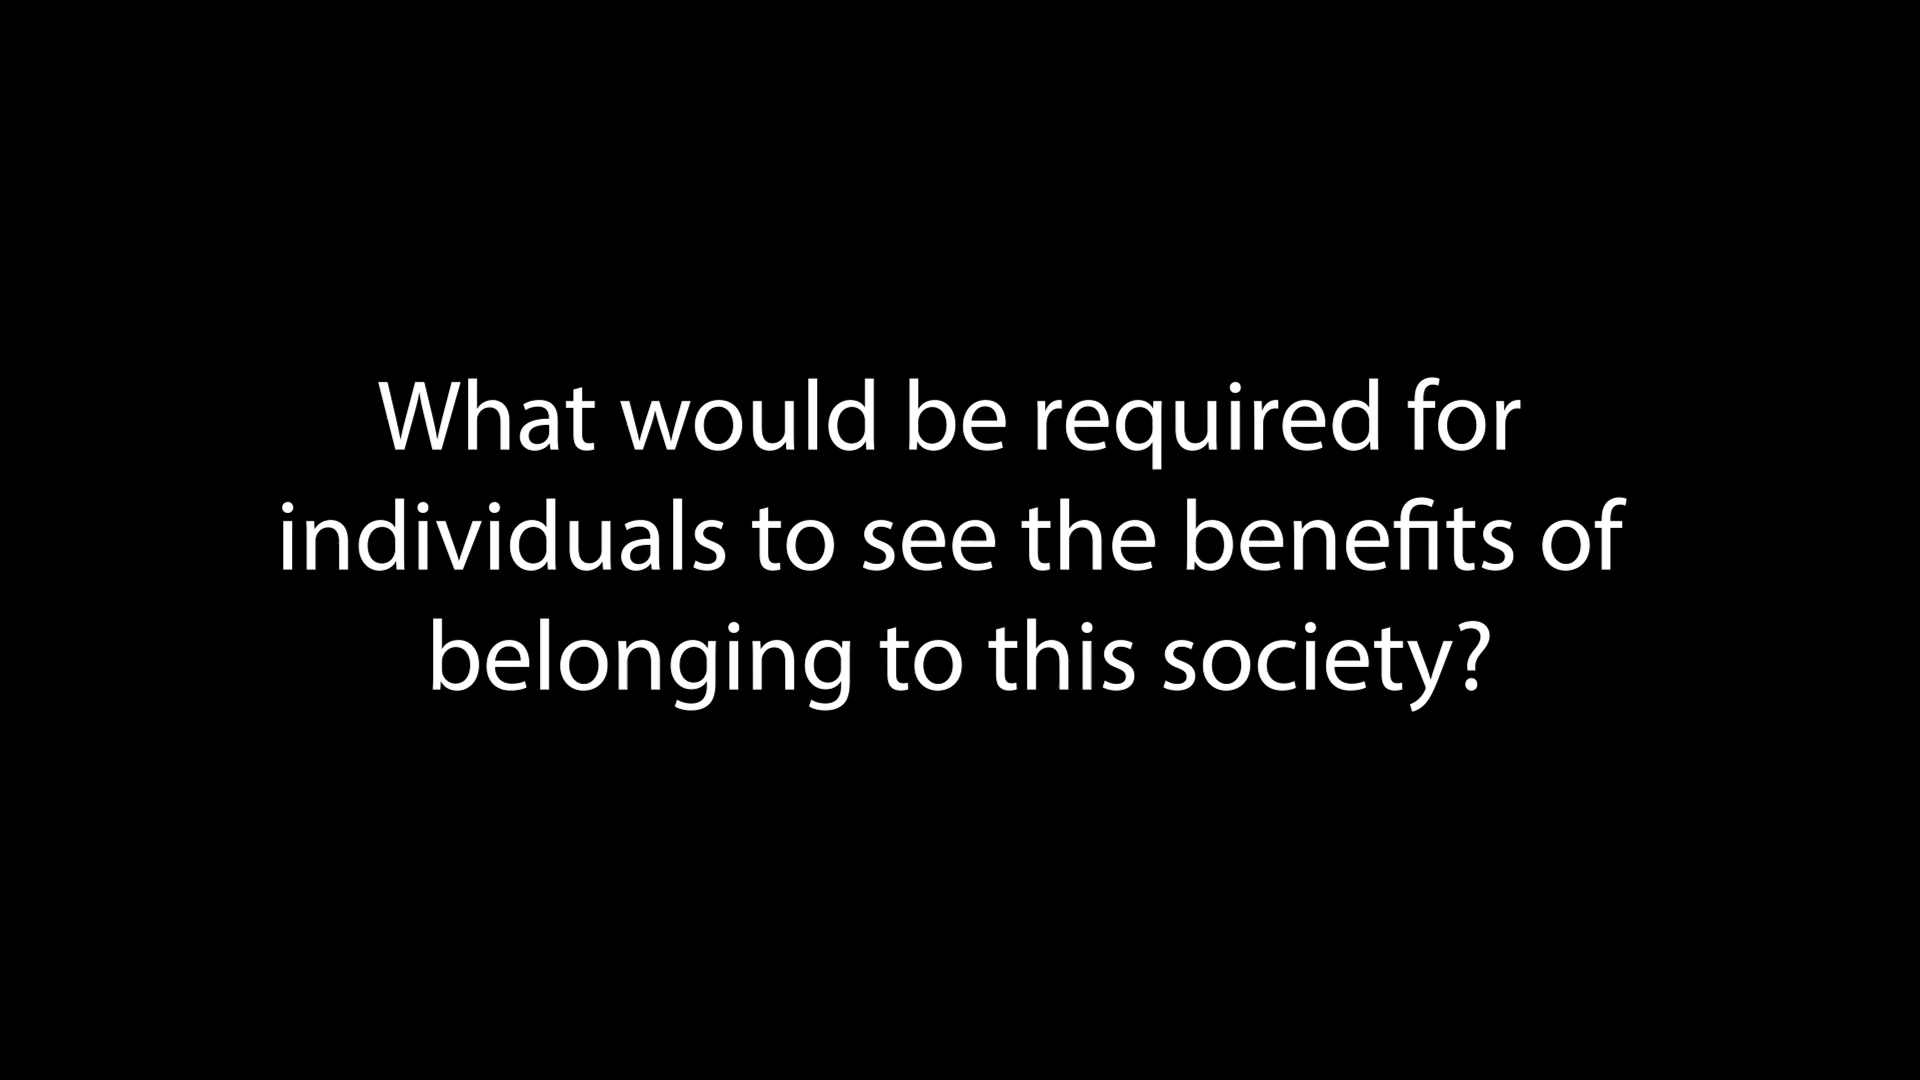 What would be required for
individuals to see the benefits of
belonging to this society?